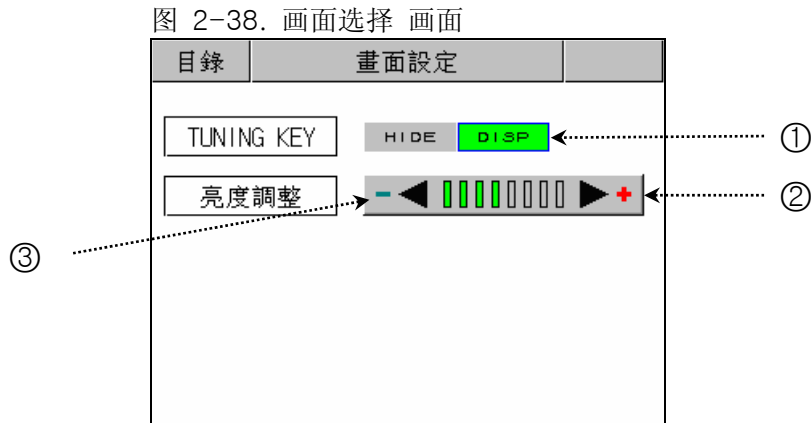 图 2-38. 画面选择 画面
目錄 畫面設定
TUNING KEY HIDE DISP ①
亮度調整 - + ②
③